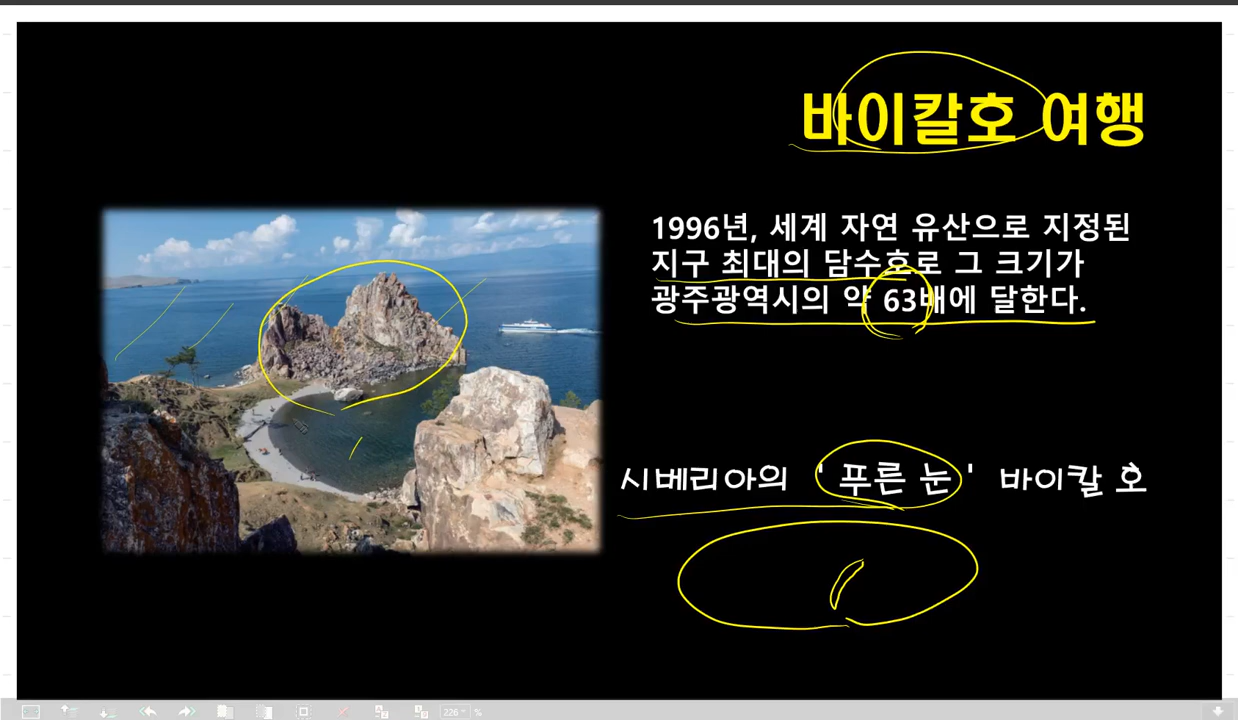 바이칼호 여행
1996년, 세계 자연 유산으로 지정된
지구 최대의 담수호로 그 크기가
광주광역시의 약 63배에 달한다.
시베리아의 '푸른 눈' 바이칼 호
226 %